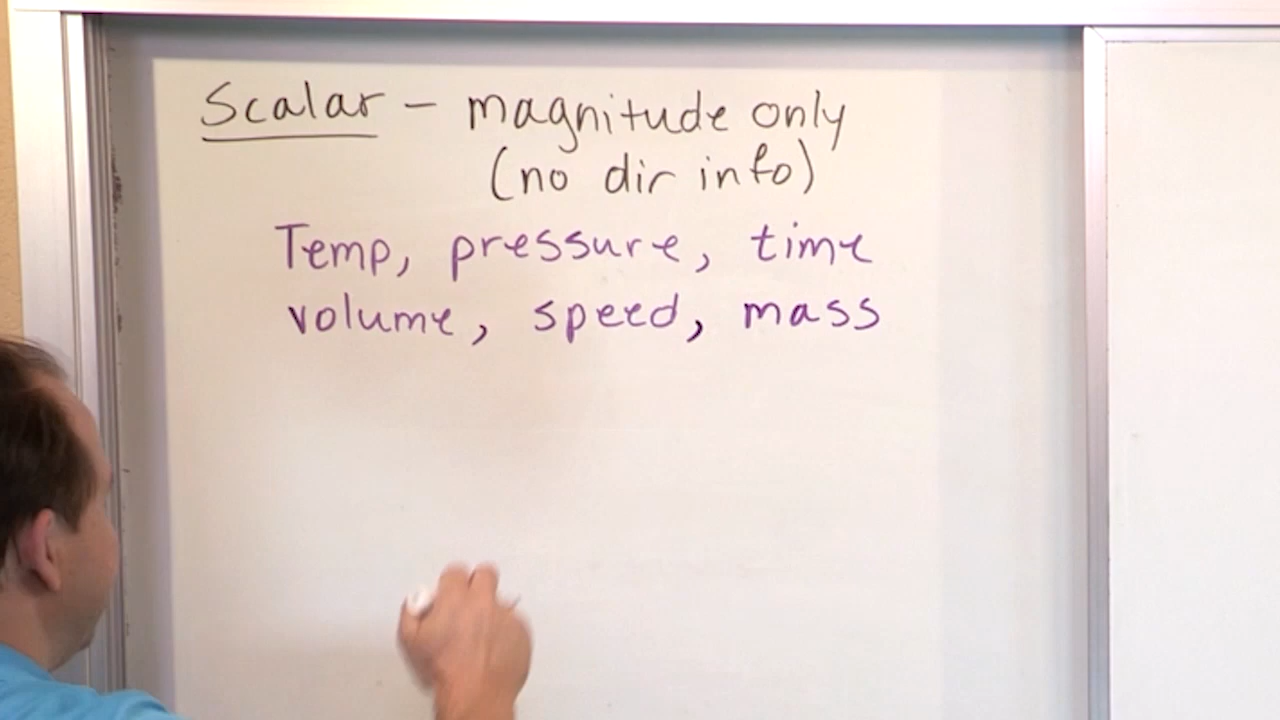 Scalar – magnitude only
(no dir info)
Temp, pressure, time
volume, speed, mass